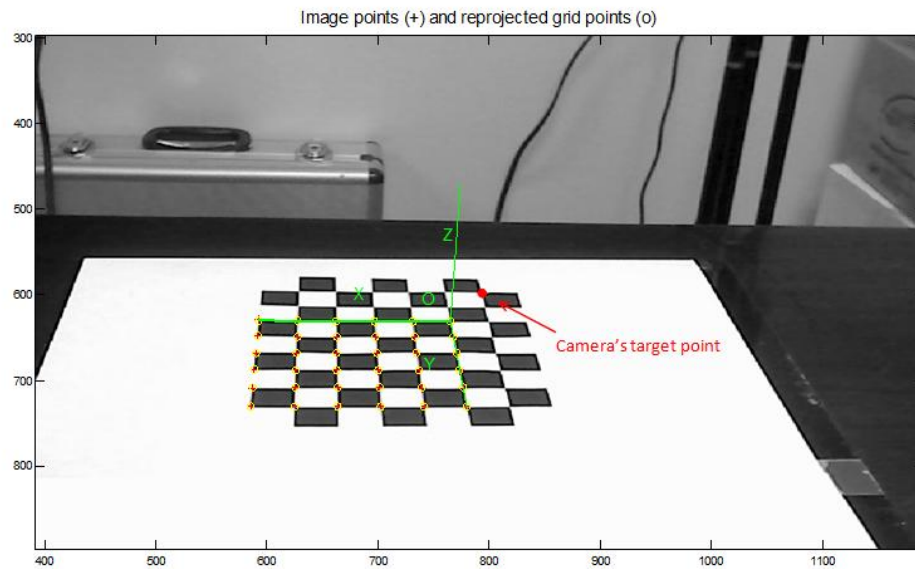 Image points (+) and reprojected grid points (o)
300
400
500
600
700
800
Z
X
O
Y
Camera's target point
400
500
600
700
800
900
1000
1100